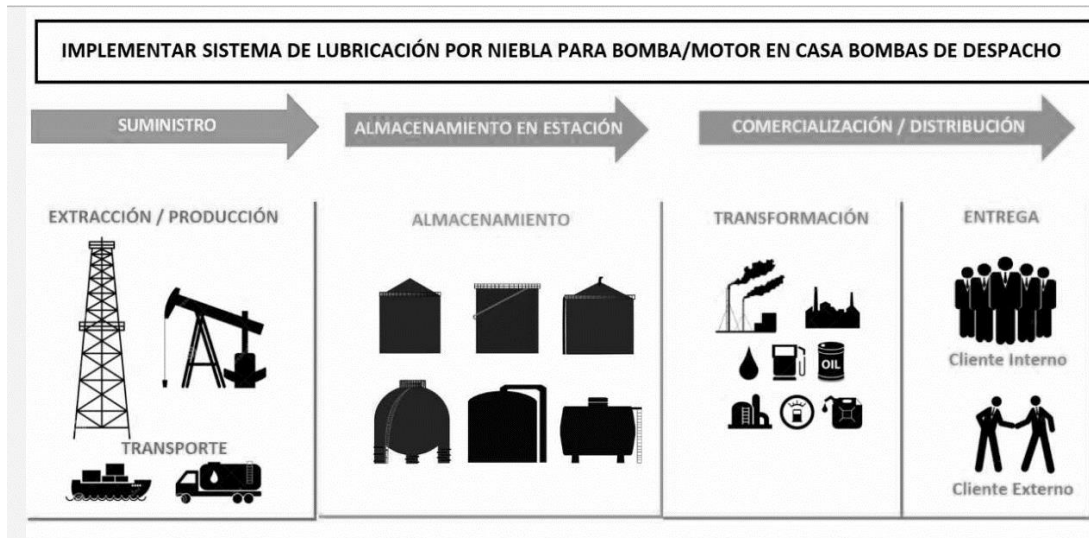 IMPLEMENTAR SISTEMA DE LUBRICACIÓN POR NIEBLA PARA BOMBA/MOTOR EN CASA BOMBAS DE DESPACHO
SUMINISTRO
ALMACENAMIENTO EN ESTACIÓN
COMERCIALIZACIÓN / DISTRIBUCIÓN
EXTRACCIÓN / PRODUCCIÓN
ALMACENAMIENTO
TRANSFORMACIÓN
ENTREGA
OIL
Cliente Interno
TRANSPORTE
Cliente Externo